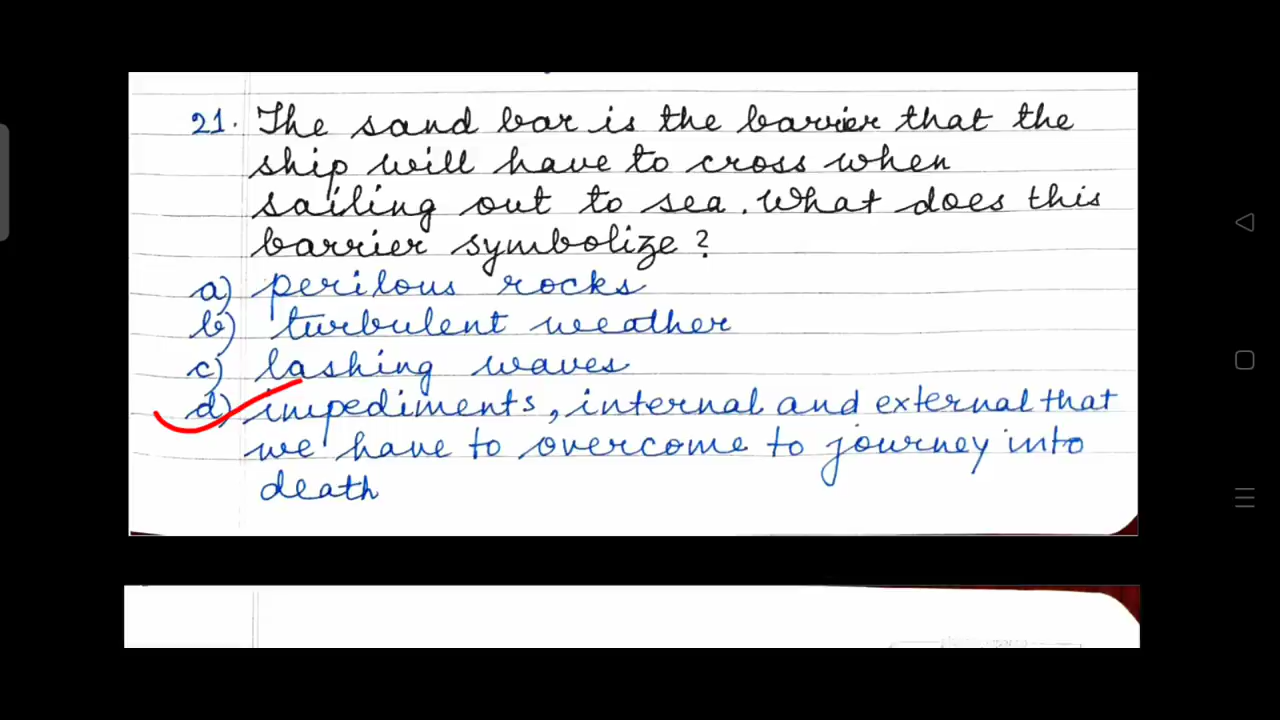 21. The sand bar is the barrier that the
ship will have to cross when
sailing out to sea. What does this
barrier symbolize?
a) perilous rocks
b) turbulent weather
c) lashing waves
d) impediments, internal and external that
we have to overcome to journey into
death